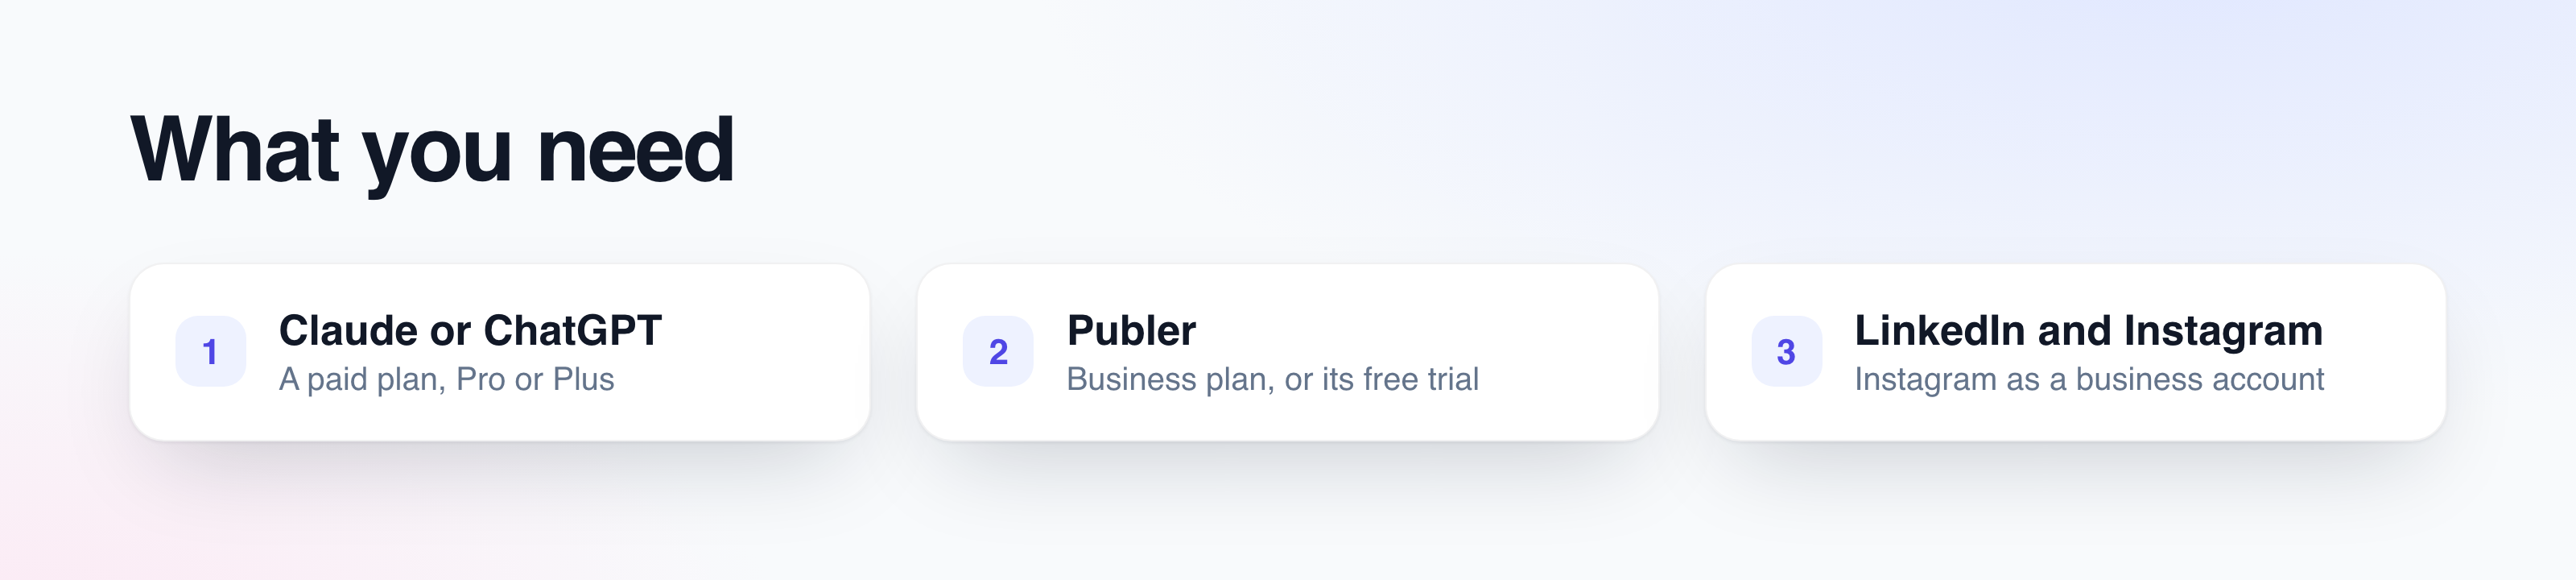 What you need
1
Claude or ChatGPT
A paid plan, Pro or Plus
2
Publer
Business plan, or its free trial
3
LinkedIn and Instagram
Instagram as a business account